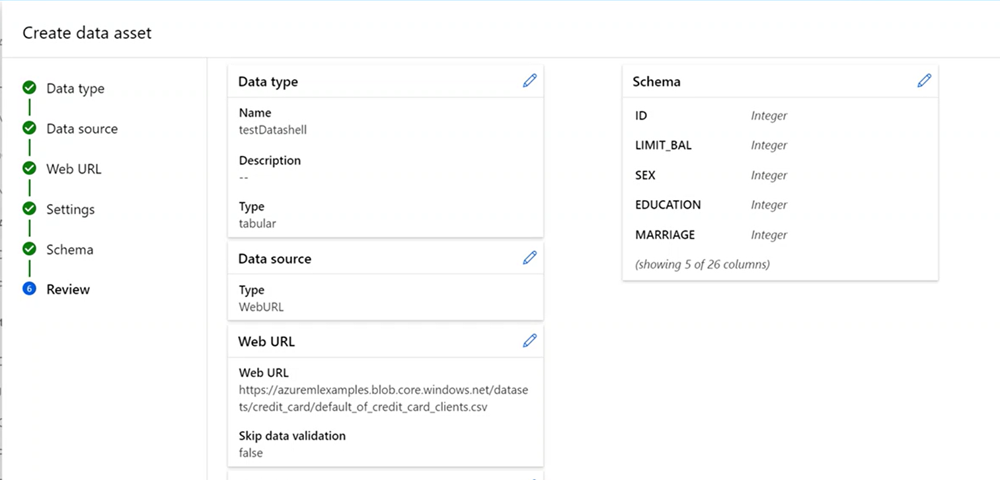 Create data asset
Data type
Data source
Web URL
Settings
Schema
6
Review
Data type
Name
testDatashell
Description
--
Type
tabular
Data source
Type
WebURL
Web URL
Web URL
https://azuremlexamples.blob.core.windows.net/datase
ts/credit_card/default_of_credit_card_clients.csv
Skip data validation
false
Schema
ID Integer
LIMIT_BAL Integer
SEX Integer
EDUCATION Integer
MARRIAGE Integer
(showing 5 of 26 columns)